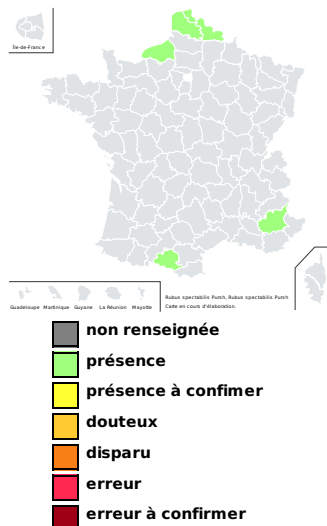 Île-de-France
Guadeloupe Martinique Guyane La Réunion Mayotte
Rubus spectabilis Pursh, Rubus spectabilis Pursh
Carte en cours d'élaboration.
non renseignée
présence
présence à confimer
douteux
disparu
erreur
erreur à confirmer